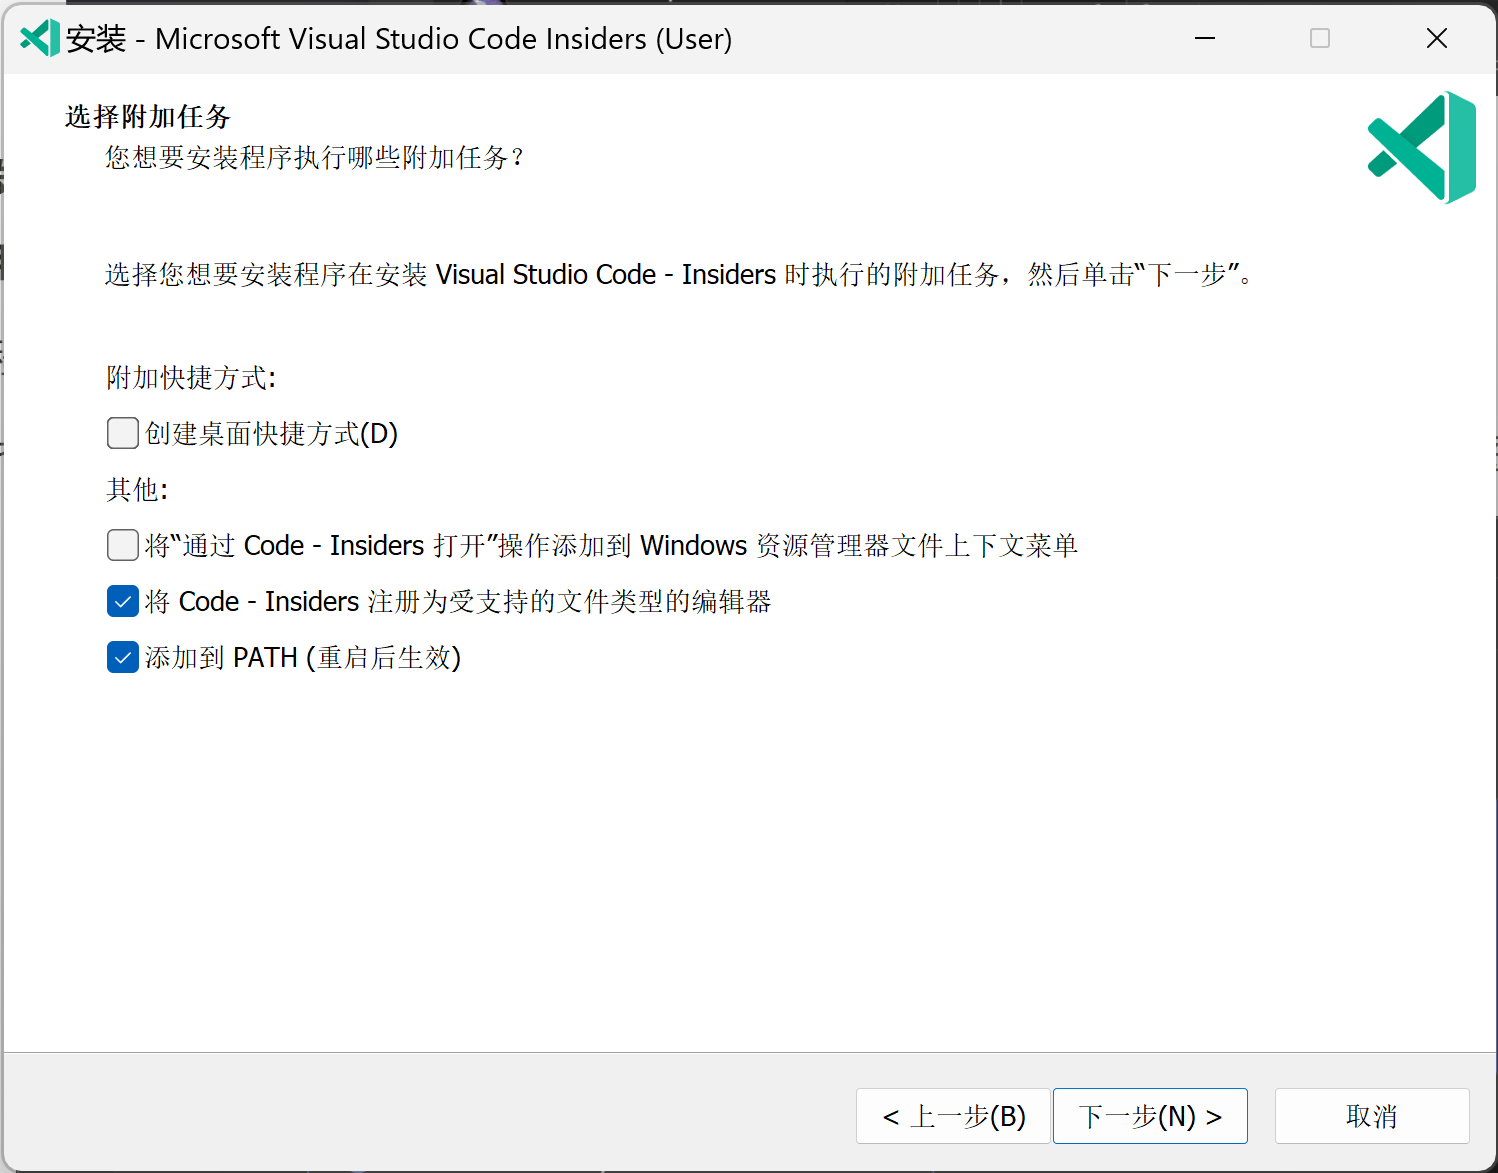 安装 - Microsoft Visual Studio Code Insiders (User)
选择附加任务
您想要安装程序执行哪些附加任务？
选择您想要安装程序在安装 Visual Studio Code - Insiders 时执行的附加任务，然后单击“下一步”。
附加快捷方式:
创建桌面快捷方式(D)
其他:
将“通过 Code - Insiders 打开”操作添加到 Windows 资源管理器文件上下文菜单
将 Code - Insiders 注册为受支持的文件类型的编辑器
添加到 PATH (重启后生效)
< 上一步(B) 下一步(N) > 取消